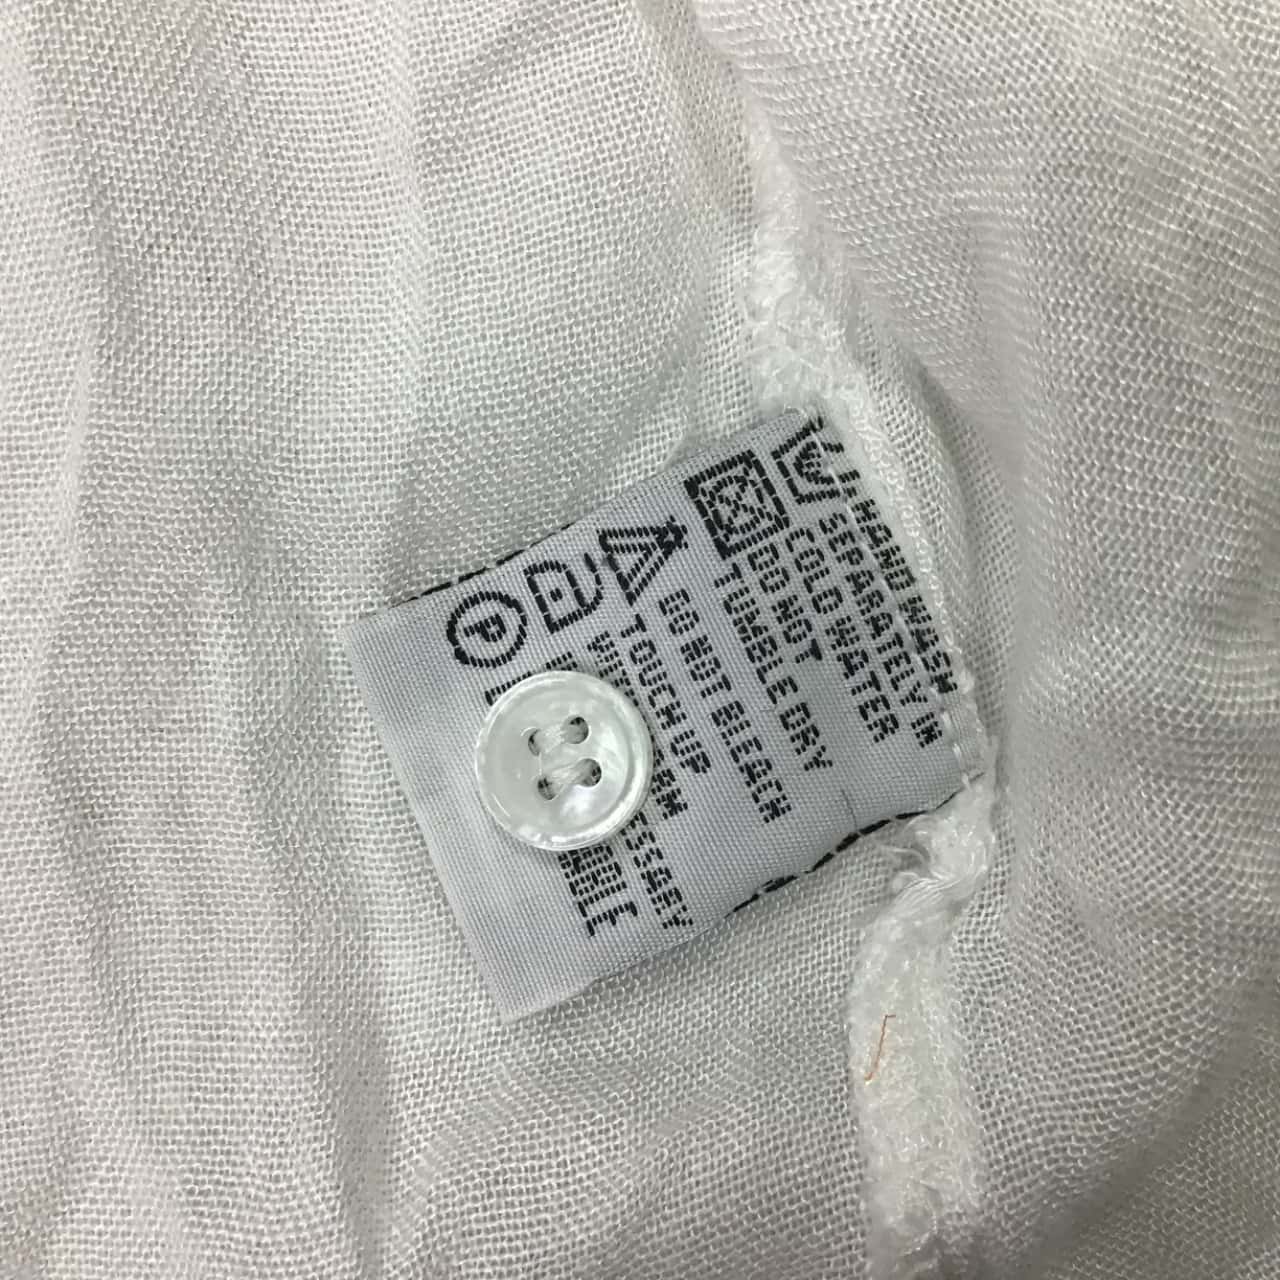 HAND WASH
SEPARATELY IN
COLD WATER
DO NOT
TUMBLE DRY
DO NOT BLEACH
TOUCH UP
P